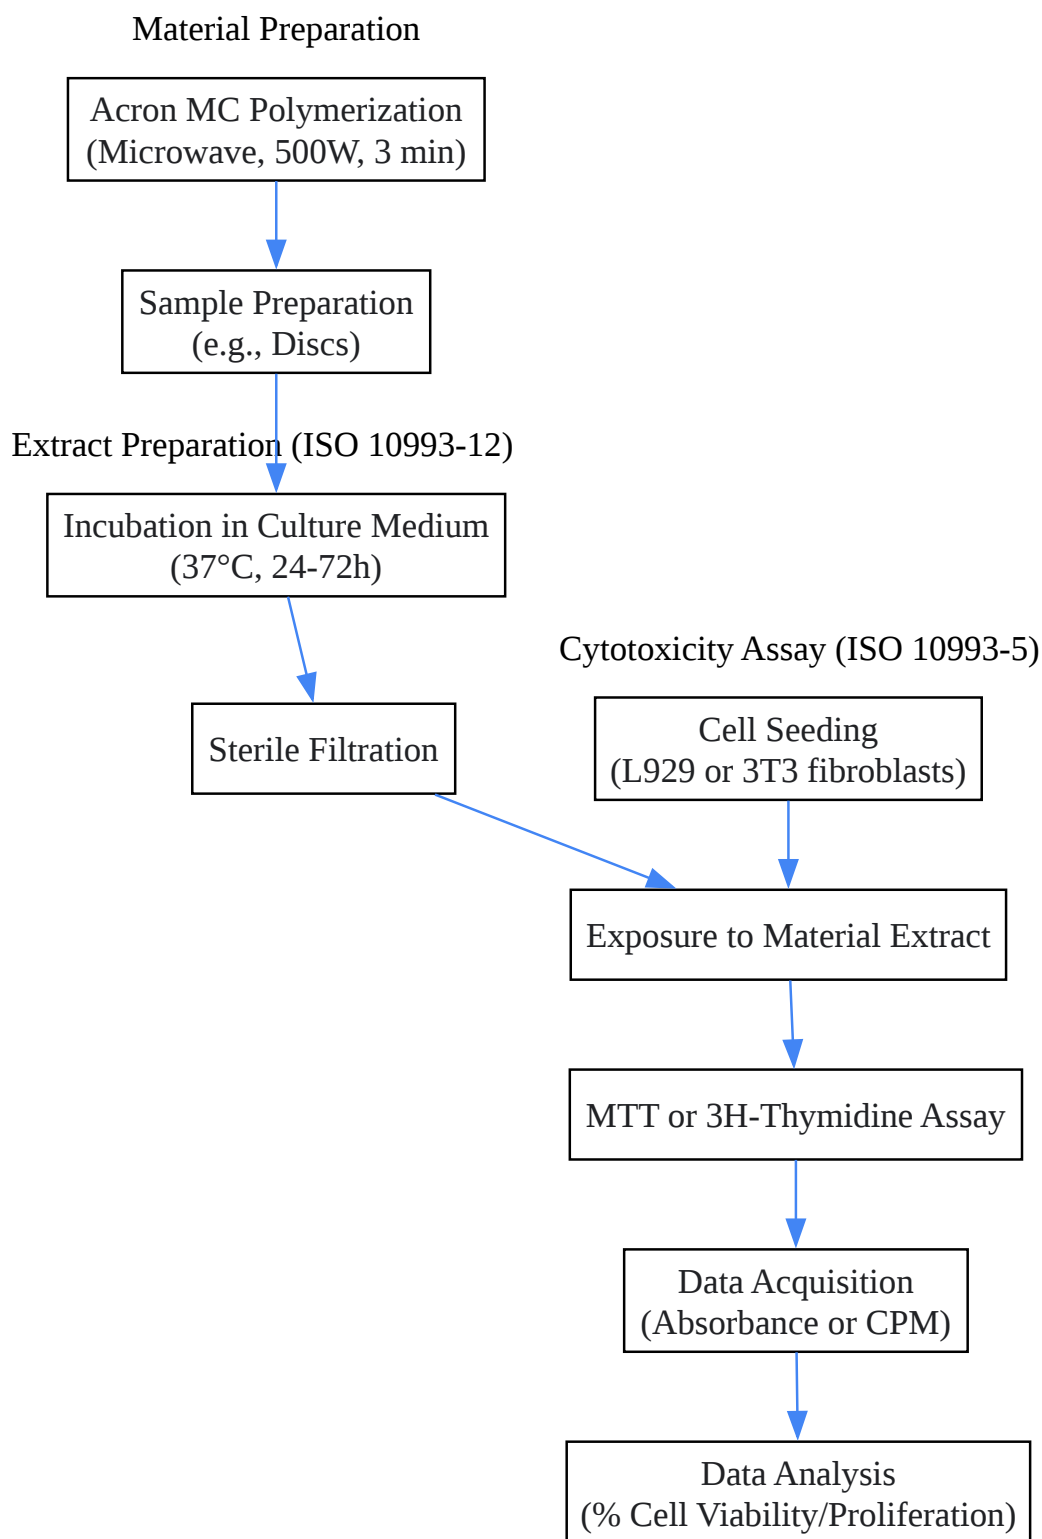 Material Preparation
Acron MC Polymerization
(Microwave, 500W, 3 min)
Sample Preparation
(e.g., Discs)
Extract Preparation (ISO 10993-12)
Incubation in Culture Medium
(37°C, 24-72h)
Sterile Filtration
Cytotoxicity Assay (ISO 10993-5)
Cell Seeding
(L929 or 3T3 fibroblasts)
Exposure to Material Extract
MTT or 3H-Thymidine Assay
Data Acquisition
(Absorbance or CPM)
Data Analysis
(% Cell Viability/Proliferation)